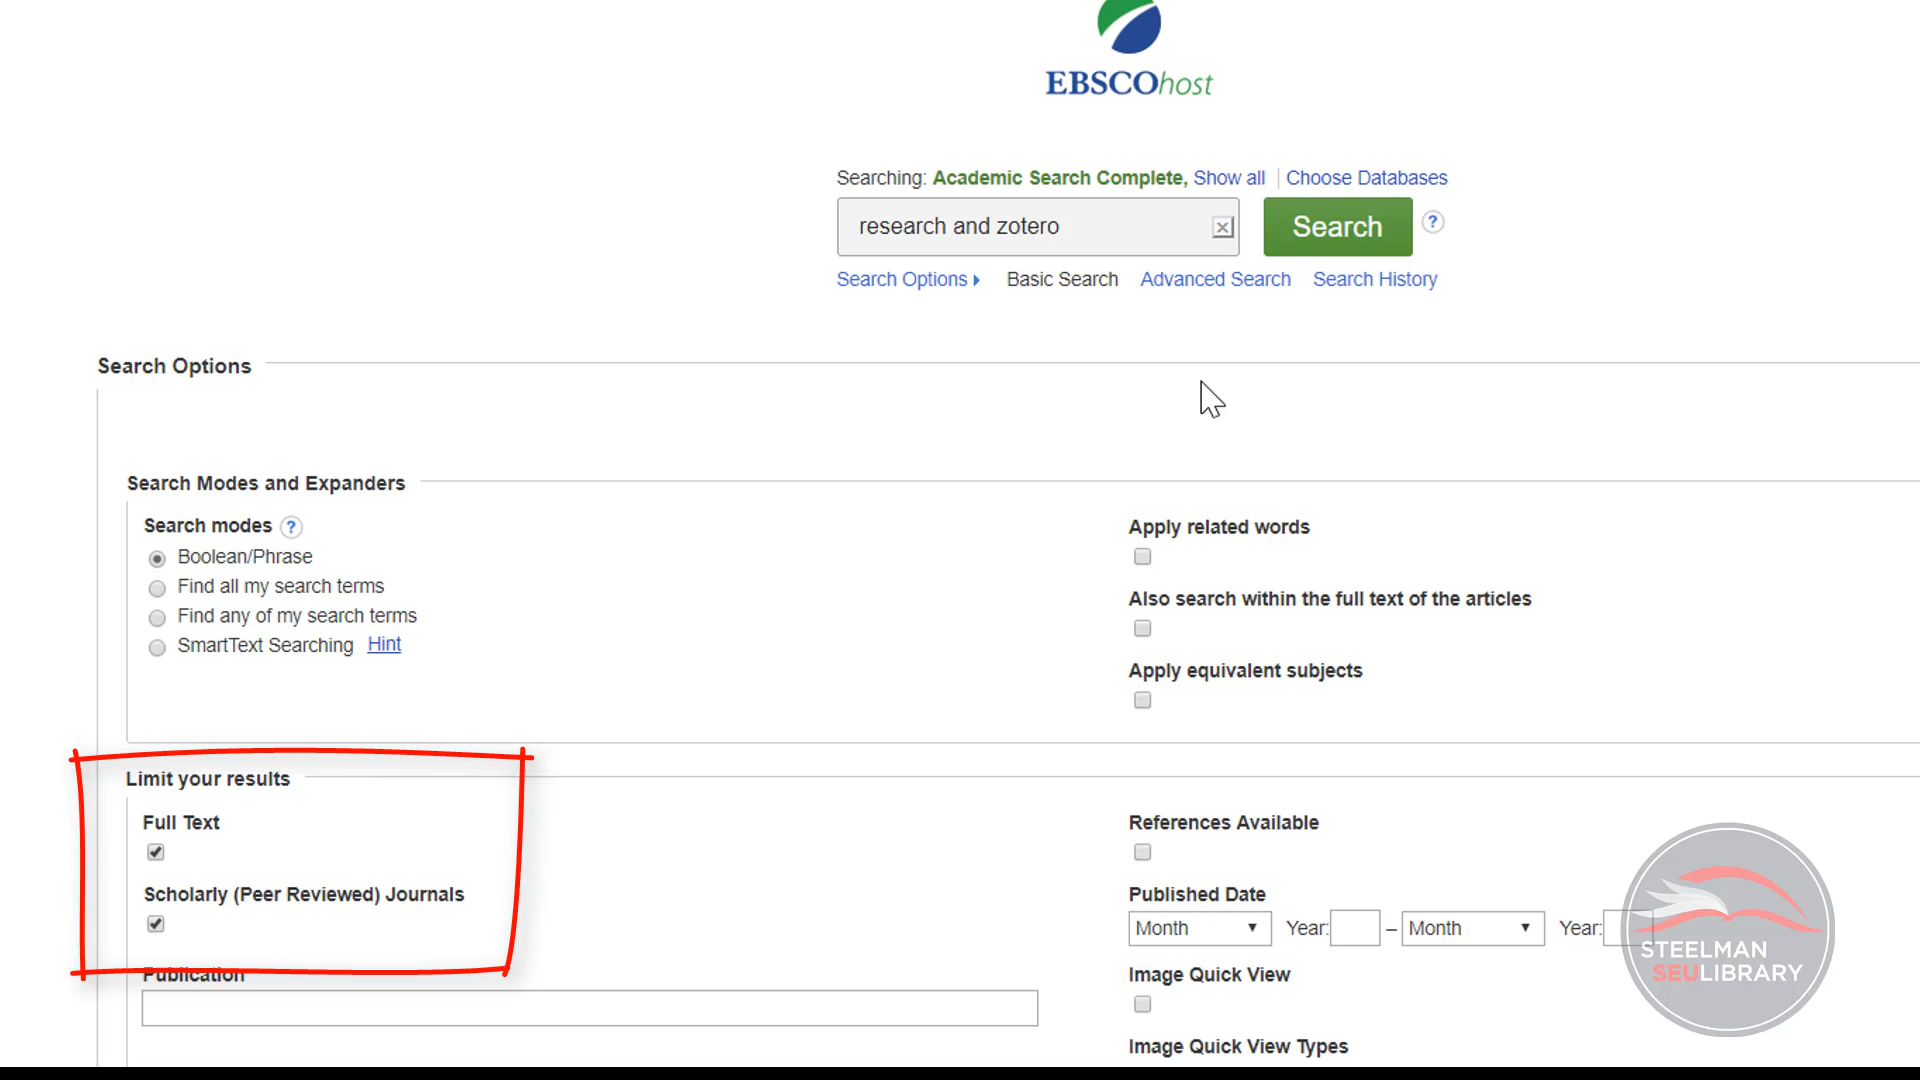 EBSCOhost
Searching: Academic Search Complete, Show all | Choose Databases
research and zotero
Search
?
Search Options Basic Search Advanced Search Search History
Search Options
Search Modes and Expanders
Search modes ?
Boolean/Phrase
Find all my search terms
Find any of my search terms
SmartText Searching Hint
Apply related words
Also search within the full text of the articles
Apply equivalent subjects
Limit your results
Full Text
Scholarly (Peer Reviewed) Journals
Publication
References Available
Published Date
Month Year: – Month Year:
Image Quick View
Image Quick View Types
STEELMAN
SEULIBRARY